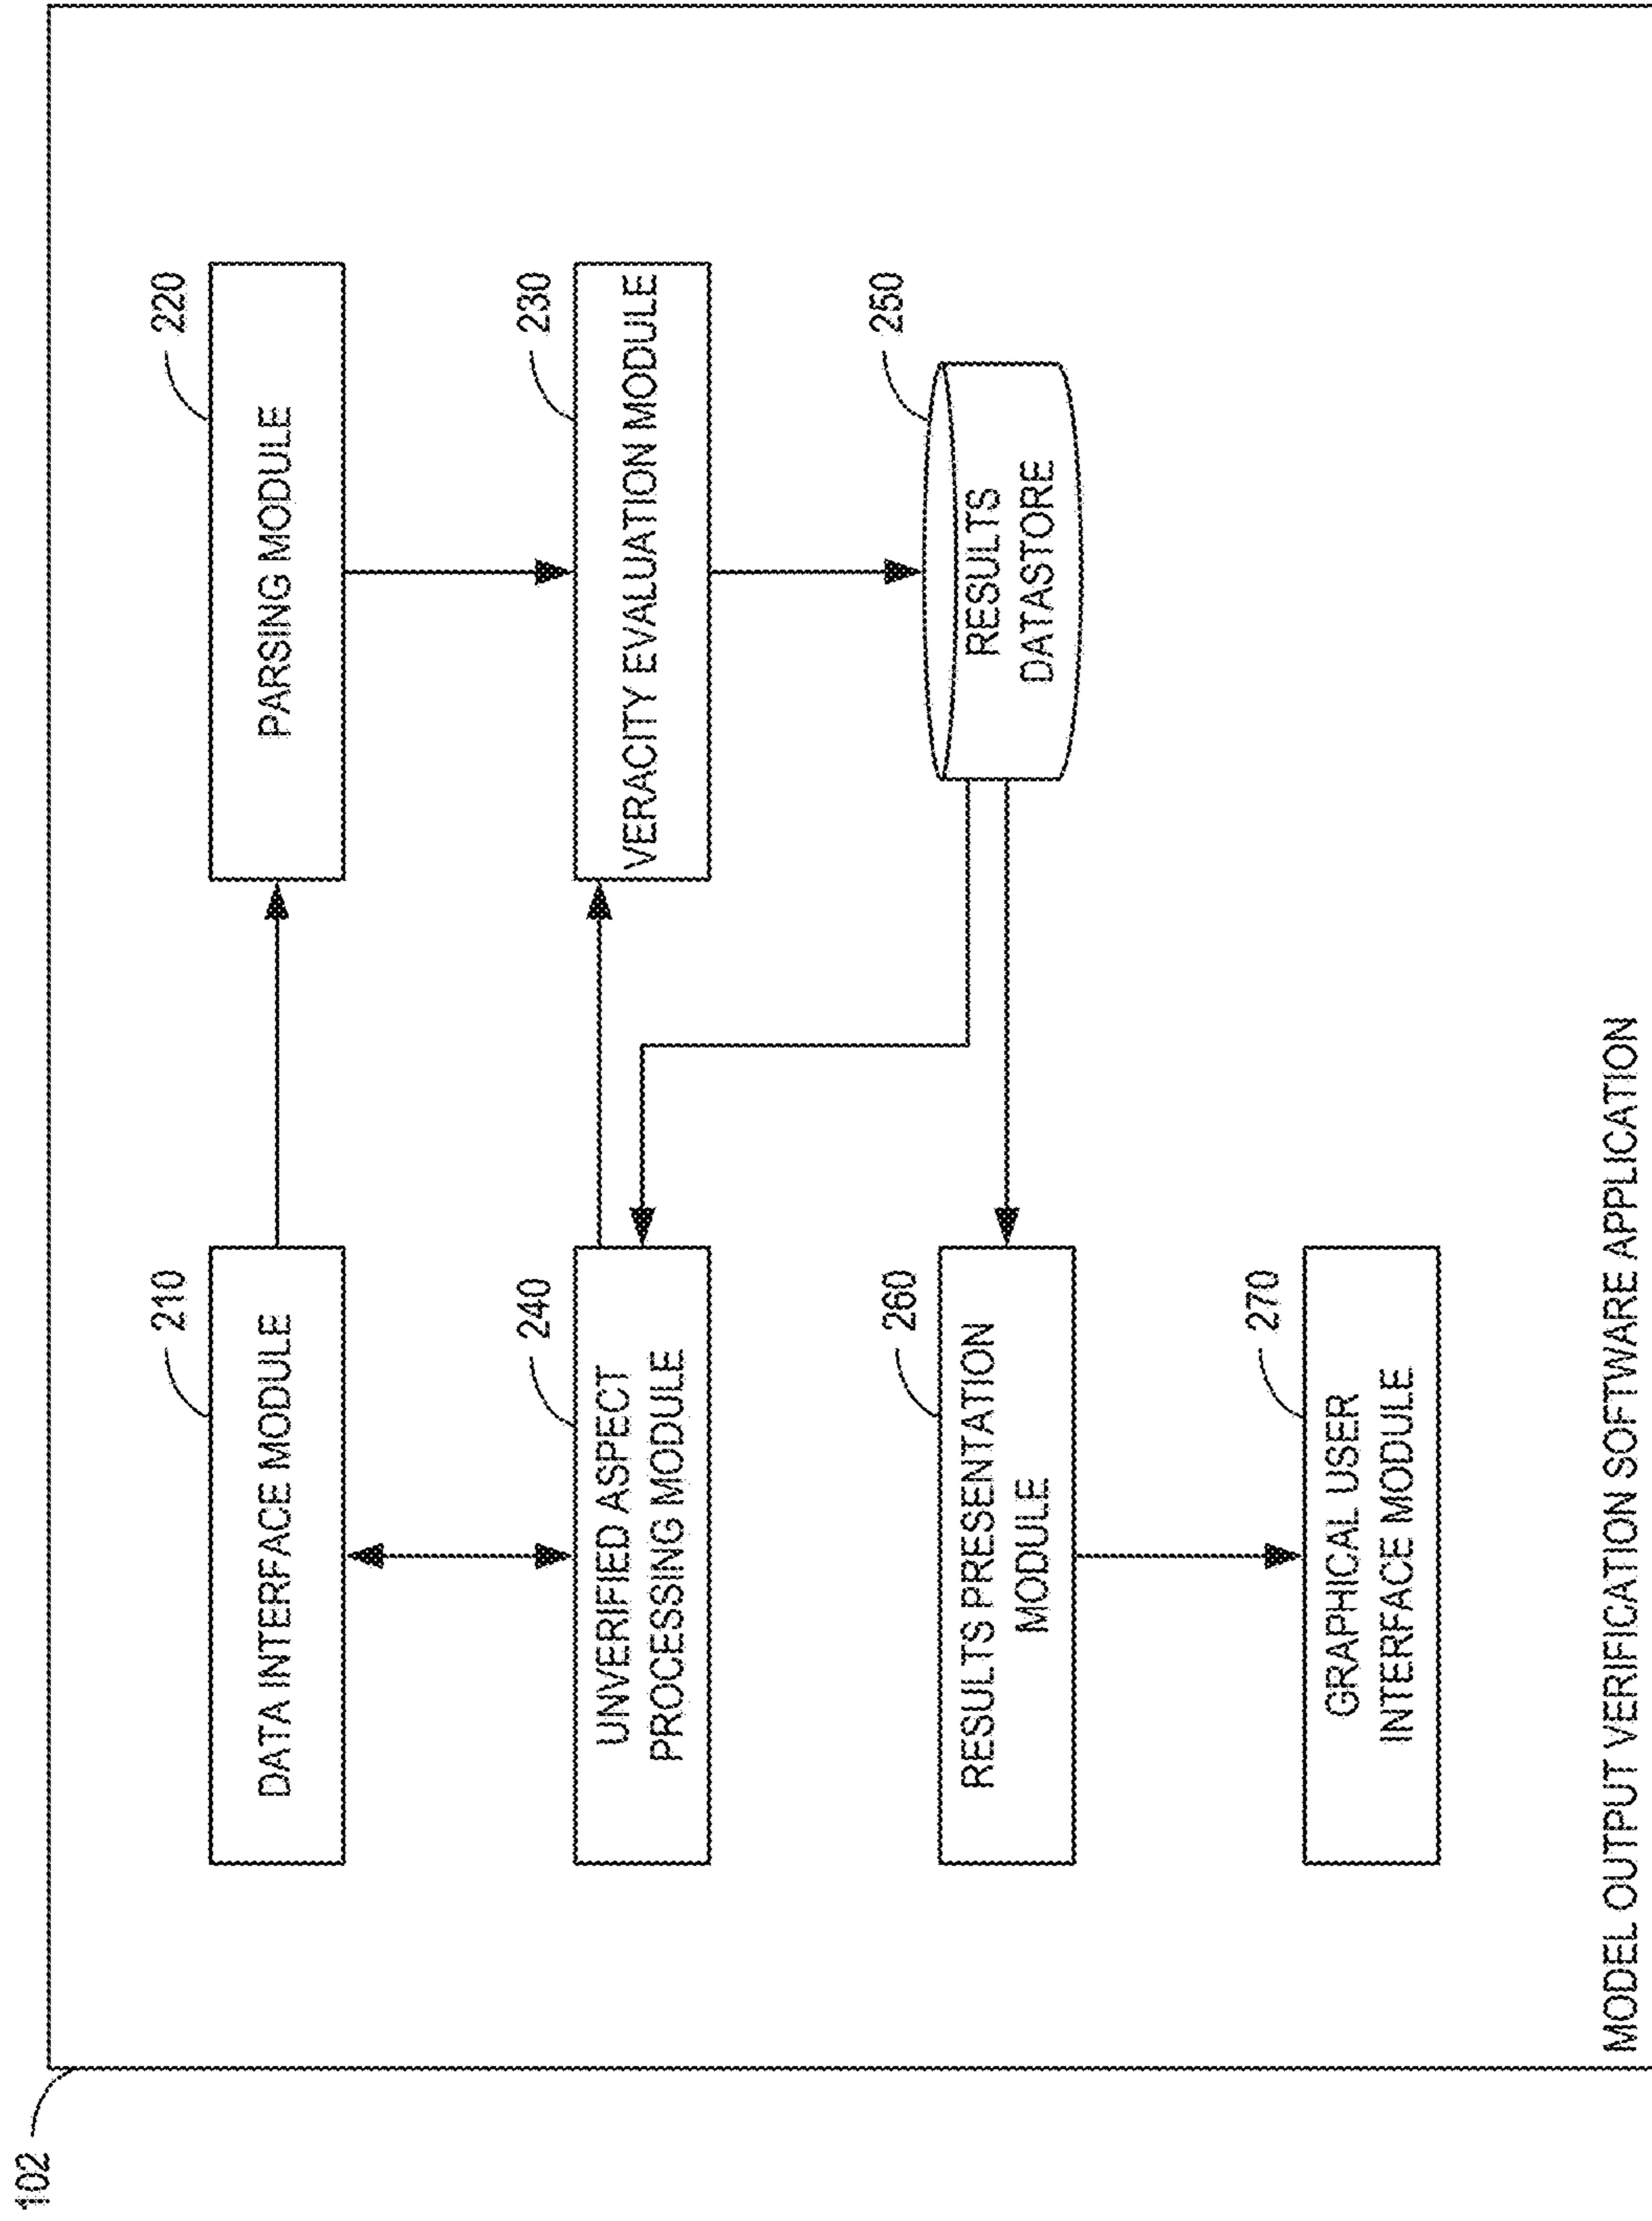 102
210
DATA INTERFACE MODULE
220
PARSING MODULE
240
UNVERIFIED ASPECT
PROCESSING MODULE
230
VERACITY EVALUATION MODULE
260
RESULTS PRESENTATION
MODULE
250
RESULTS
DATASTORE
270
GRAPHICAL USER
INTERFACE MODULE
MODEL OUTPUT VERIFICATION SOFTWARE APPLICATION